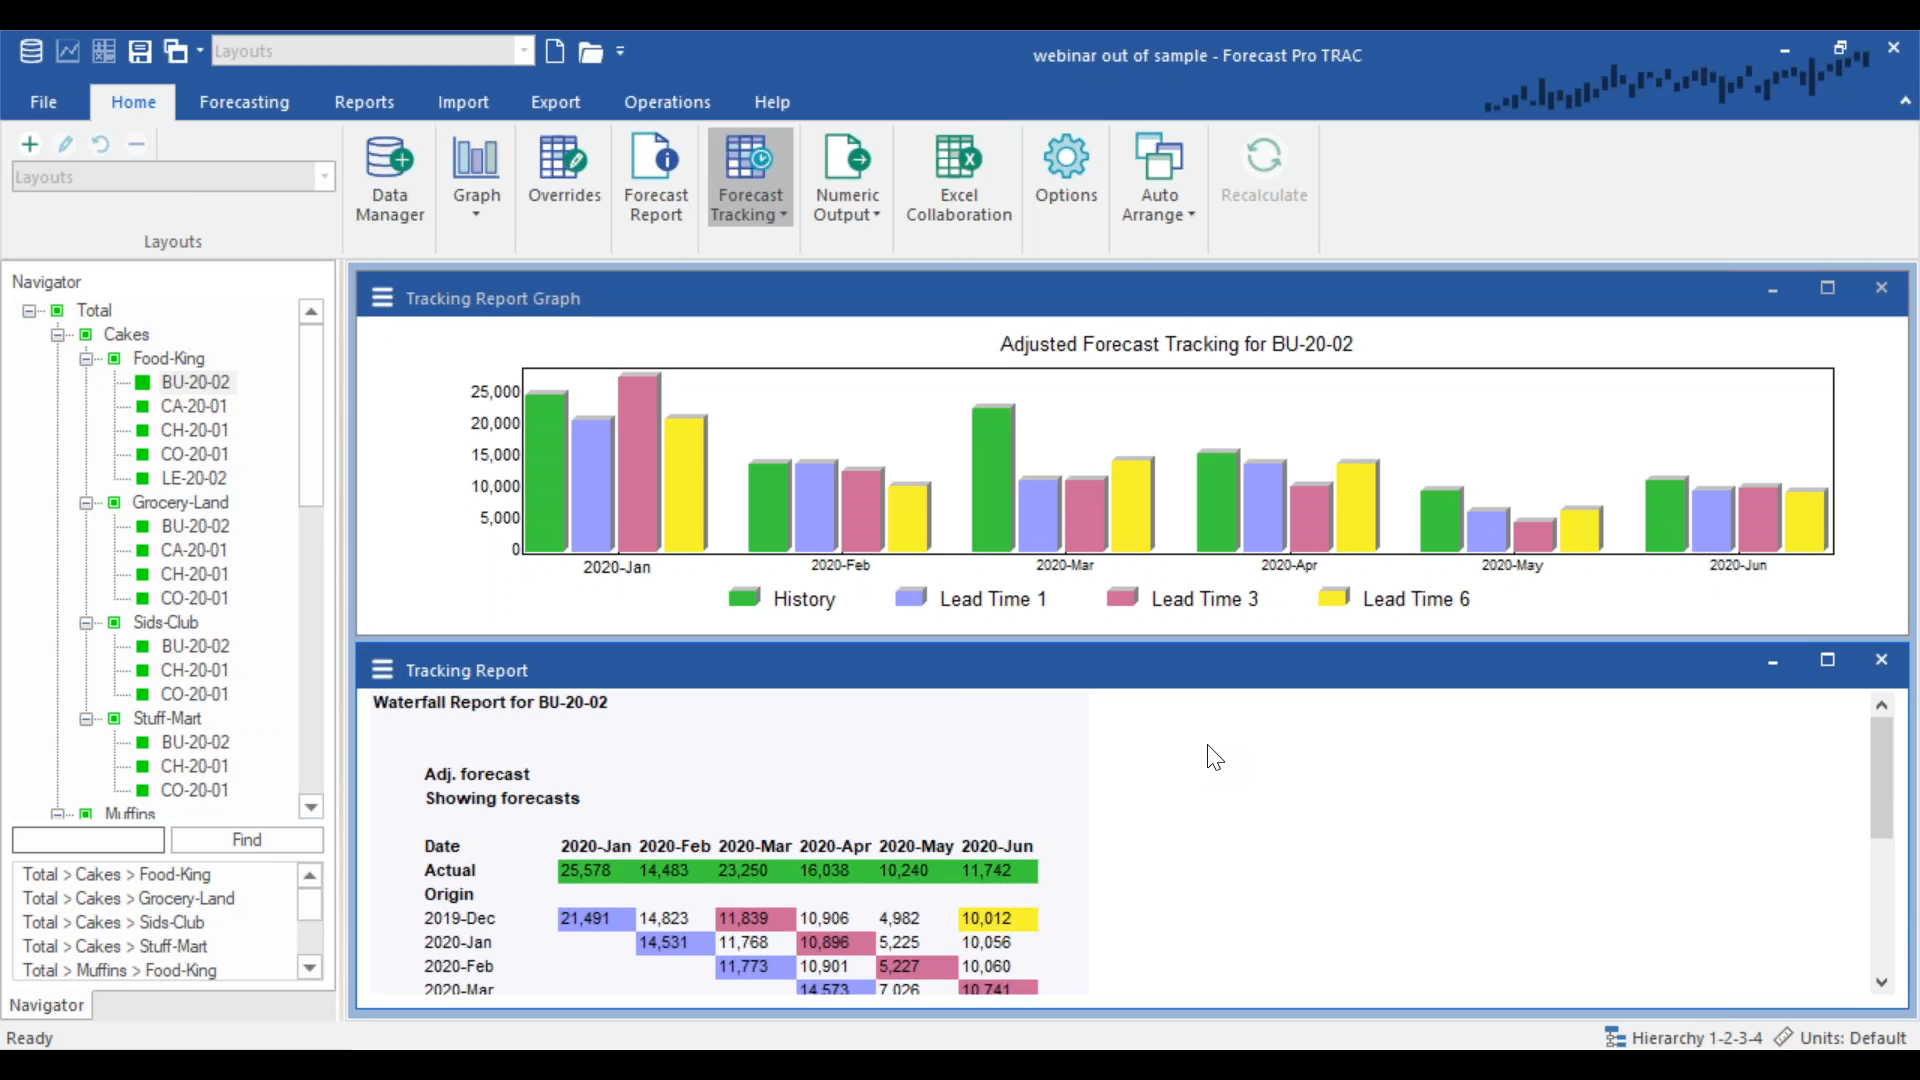 Layouts
webinar out of sample - Forecast Pro TRAC
File Home Forecasting Reports Import Export Operations Help
Layouts
Layouts
Data Manager
Graph
Overrides
Forecast Report
Forecast Tracking
Numeric Output
Excel Collaboration
Options
Auto Arrange
Recalculate
Navigator
Total
Cakes
Food-King
BU-20-02
CA-20-01
CH-20-01
CO-20-01
LE-20-02
Grocery-Land
BU-20-02
CA-20-01
CH-20-01
CO-20-01
Sids-Club
BU-20-02
CH-20-01
CO-20-01
Stuff-Mart
BU-20-02
CH-20-01
CO-20-01
Muffins
Find
Total > Cakes > Food-King
Total > Cakes > Grocery-Land
Total > Cakes > Sids-Club
Total > Cakes > Stuff-Mart
Total > Muffins > Food-King
Navigator
Tracking Report Graph
Adjusted Forecast Tracking for BU-20-02
25,000
20,000
15,000
10,000
5,000
0
2020-Jan 2020-Feb 2020-Mar 2020-Apr 2020-May 2020-Jun
History Lead Time 1 Lead Time 3 Lead Time 6
Tracking Report
Waterfall Report for BU-20-02
Adj. forecast
Showing forecasts
Date 2020-Jan 2020-Feb 2020-Mar 2020-Apr 2020-May 2020-Jun
Actual 25,578 14,483 23,250 16,038 10,240 11,742
Origin
2019-Dec 21,491 14,823 11,839 10,906 4,982 10,012
2020-Jan 14,531 11,768 10,896 5,225 10,056
2020-Feb 11,773 10,901 5,227 10,060
2020-Mar 14,573 7,026 10,741
Ready
Hierarchy 1-2-3-4 Units: Default